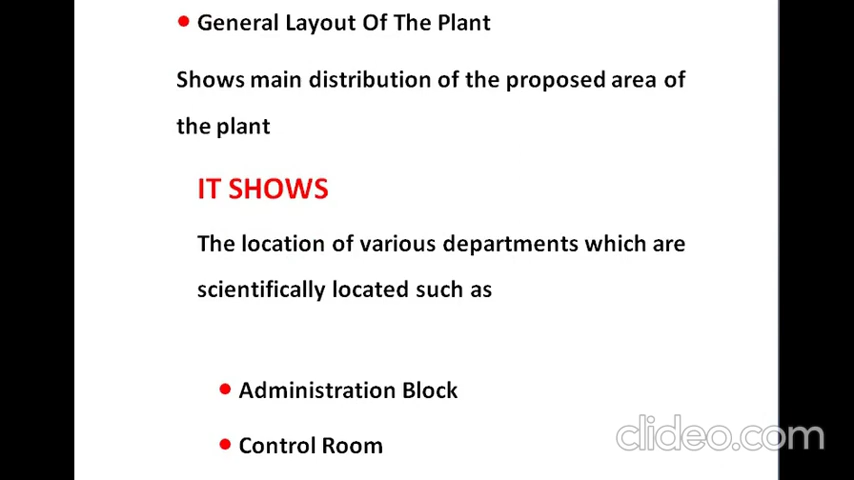 • General Layout Of The Plant
Shows main distribution of the proposed area of
the plant
IT SHOWS
The location of various departments which are
scientifically located such as
• Administration Block
• Control Room
clideo.com